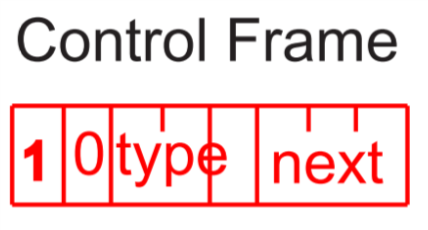 Control Frame
1 0 type next